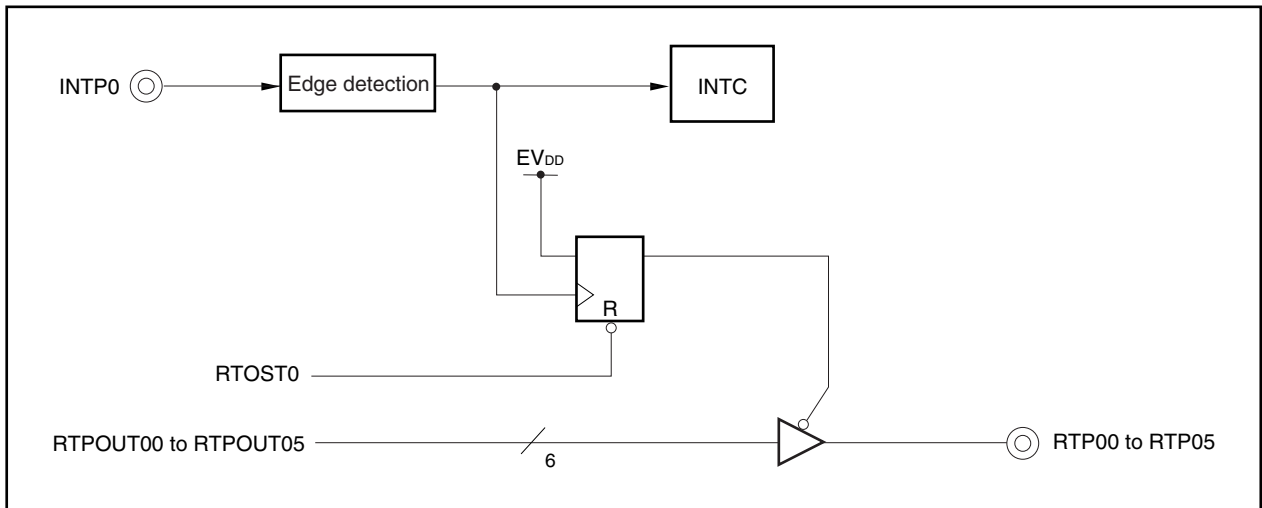 INTP0
Edge detection
INTC
EVDD
R
RTOST0
RTPOUT00 to RTPOUT05
6
RTP00 to RTP05